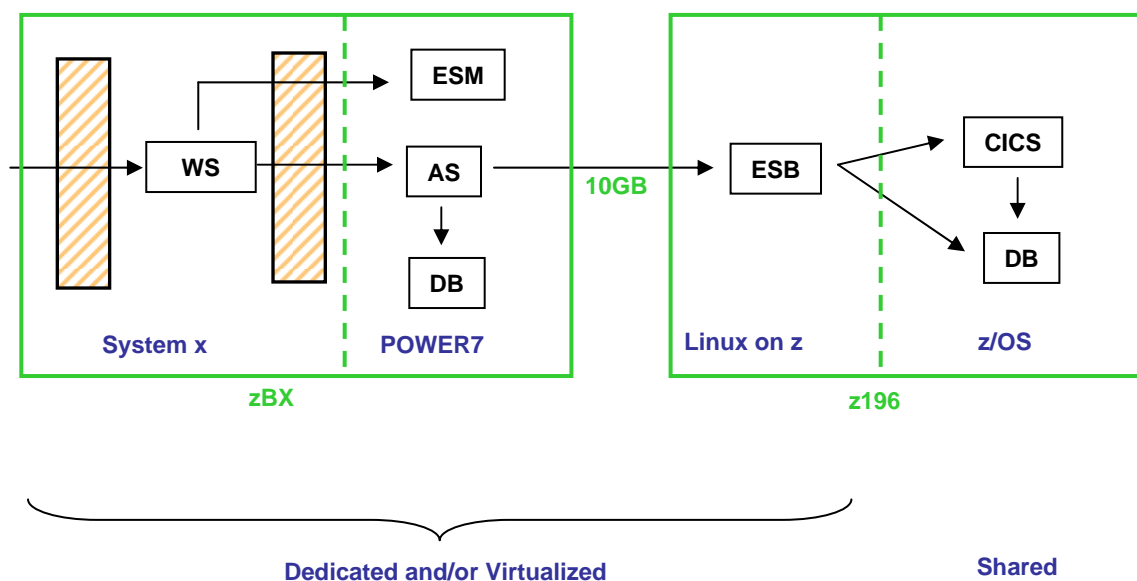 ESM
WS
AS
DB
System x
POWER7
zBX
10GB
ESB
CICS
DB
Linux on z
z/OS
z196
Dedicated and/or Virtualized
Shared